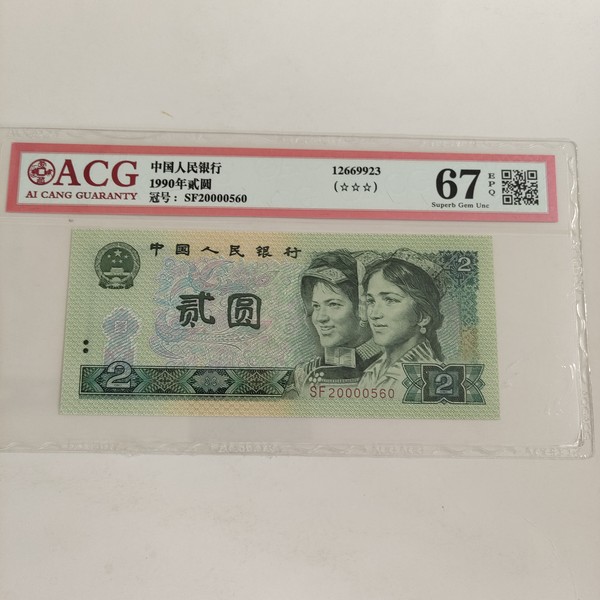 ACG
AI CANG GUARANTY
中国人民银行
1990年贰圆
冠号: SF20000560
12669923
(☆☆☆)
67
EPQ
Superb Gem Unc
中国人民银行
2
贰圆
2
2
SF20000560